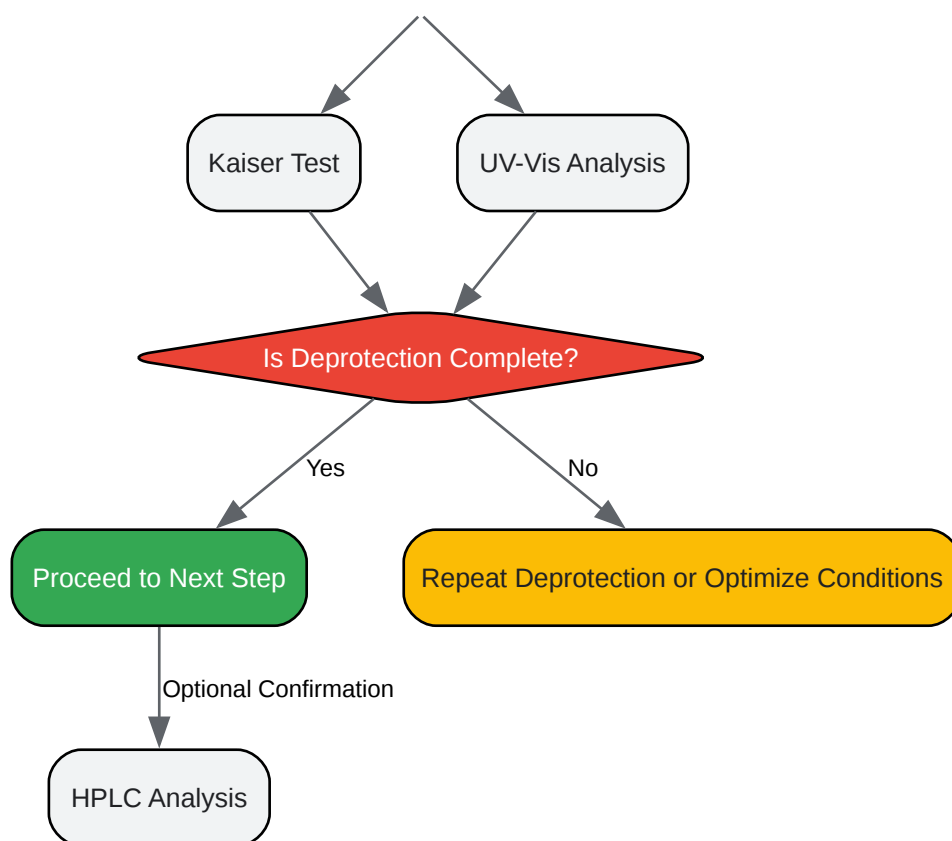 Kaiser Test
UV-Vis Analysis
Is Deprotection Complete?
Yes
No
Proceed to Next Step
Repeat Deprotection or Optimize Conditions
Optional Confirmation
HPLC Analysis